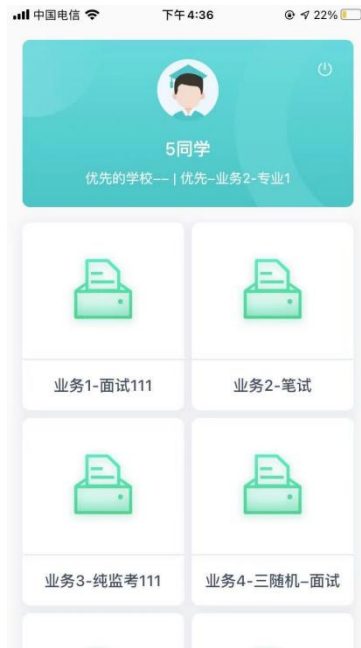 中国电信 下午4:36 22%
5同学
优先的学校-- | 优先-业务2-专业1
业务1-面试111 业务2-笔试
业务3-纯监考111 业务4-三随机-面试